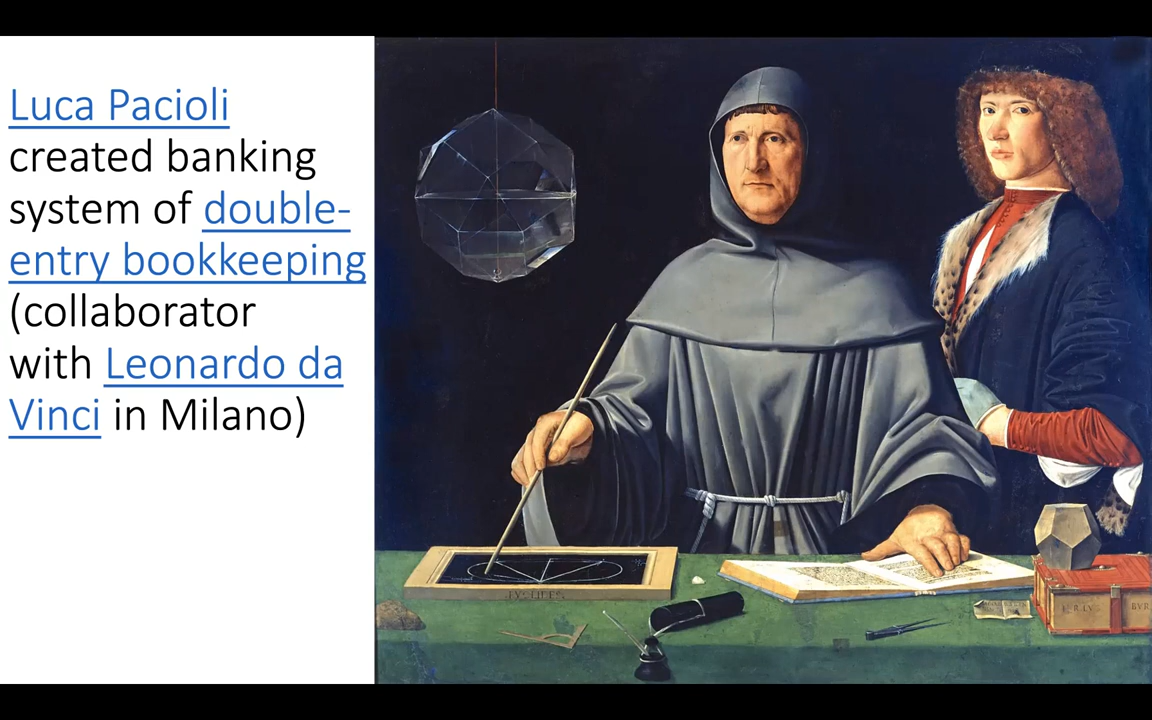 Luca Pacioli
created banking
system of double-
entry bookkeeping
(collaborator
with Leonardo da
Vinci in Milano)